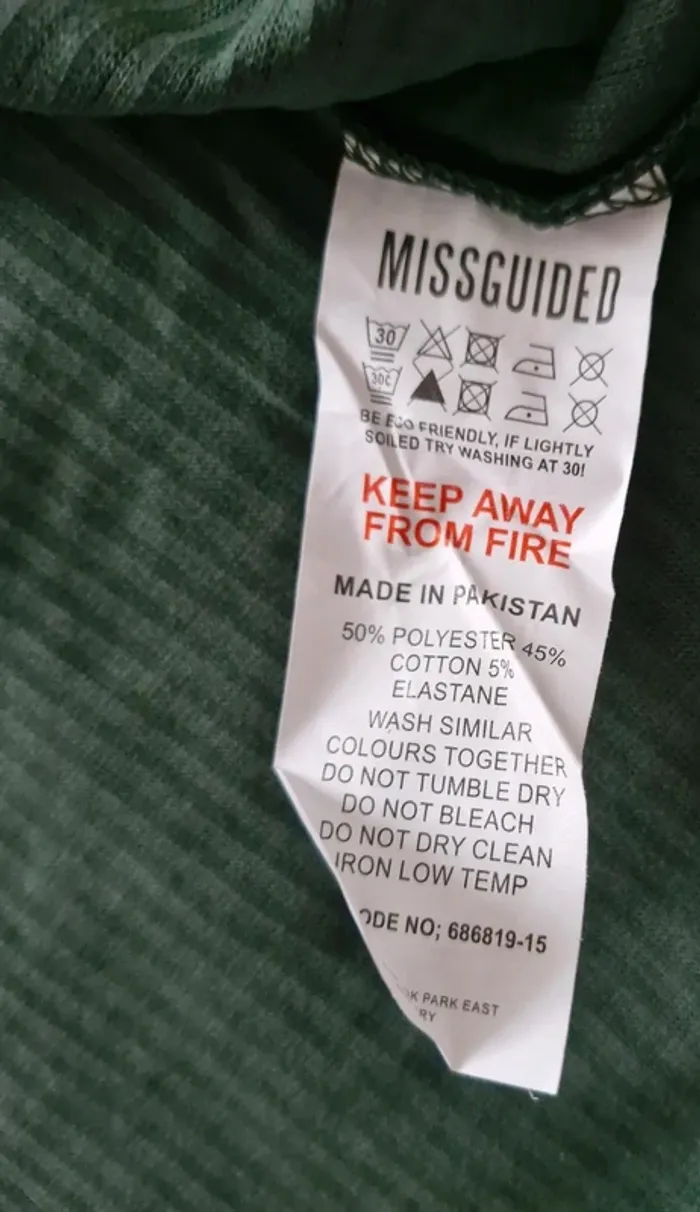 MISSGUIDED
30
30C
BE ECO FRIENDLY, IF LIGHTLY
SOILED TRY WASHING AT 30!
KEEP AWAY
FROM FIRE
MADE IN PAKISTAN
50% POLYESTER 45%
COTTON 5%
ELASTANE
WASH SIMILAR
COLOURS TOGETHER
DO NOT TUMBLE DRY
DO NOT BLEACH
DO NOT DRY CLEAN
IRON LOW TEMP
ODE NO; 686819-15
PARK EAST